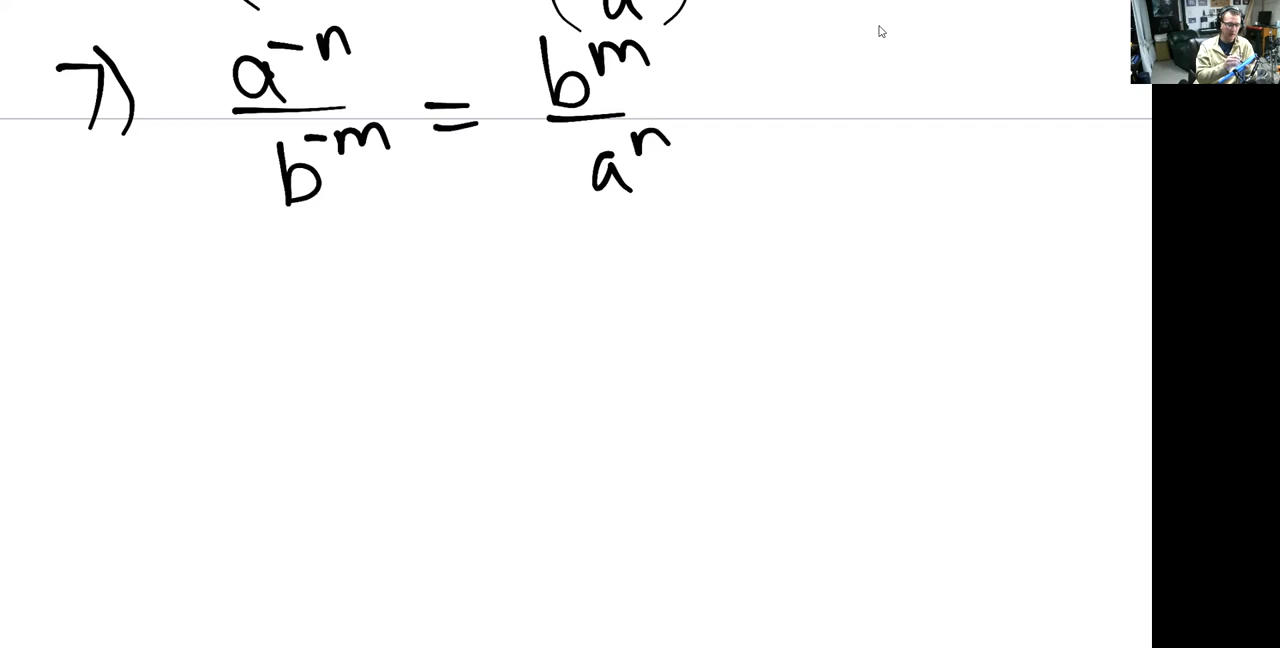 (a)
7) a^{-n} / b^{-m} = b^m / a^n